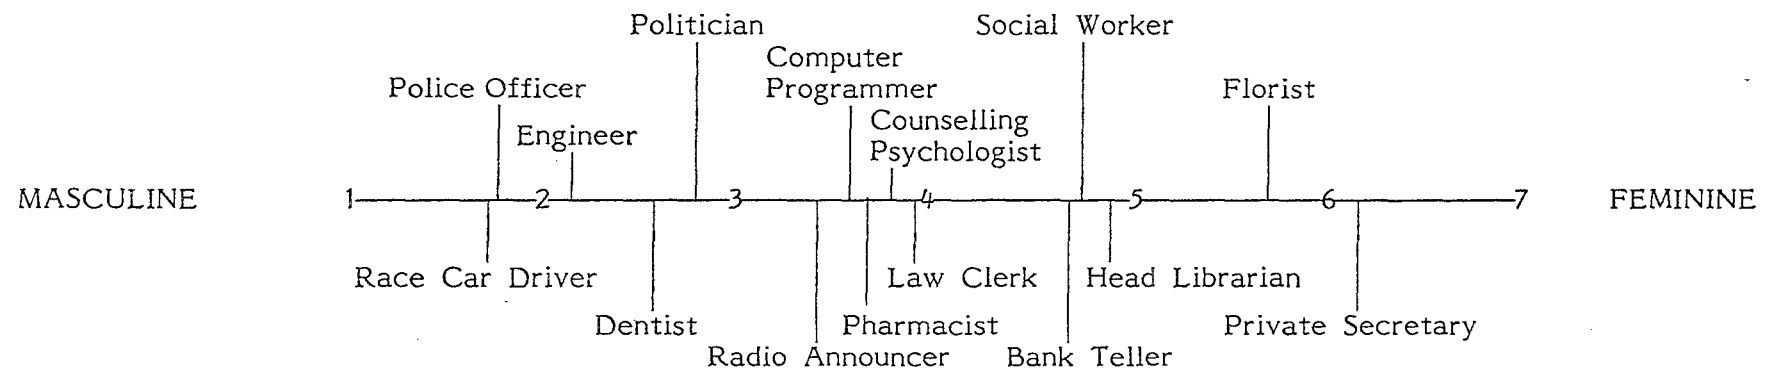 Politician
Social Worker
Computer
Programmer
Police Officer
Florist
Counselling
Psychologist
Engineer
MASCULINE 1 2 3 4 5 6 7 FEMININE
Race Car Driver
Law Clerk
Head Librarian
Dentist
Pharmacist
Private Secretary
Radio Announcer
Bank Teller